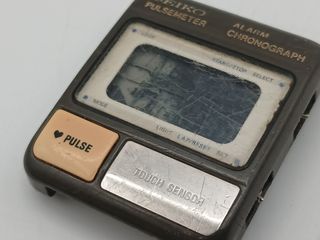 SEIKO
PULSEMETER
ALARM
CHRONOGRAPH
START/STOP SELECT
MODE
LIGHT LAP/RESET SET
♥ PULSE
TOUCH SENSOR